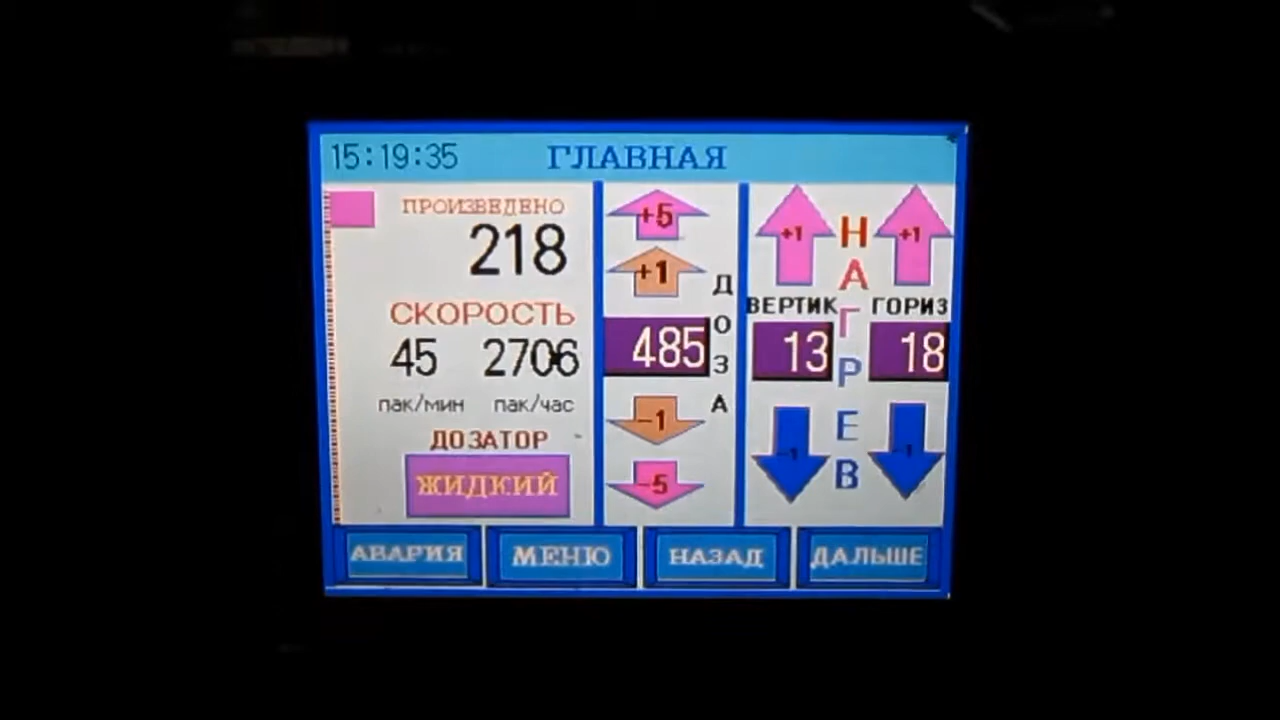 15:19:35 ГЛАВНАЯ
ПРОИЗВЕДЕНО
218
СКОРОСТЬ
45 2706
пак/мин пак/час
ДОЗАТОР
ЖИДКИЙ
+5
+1
485
-1
-5
ДОЗА
+1 +1
ВЕРТИК ГОРИЗ
13 18
-1 -1
НАГРЕВ
АВАРИЯ МЕНЮ НАЗАД ДАЛЬШЕ